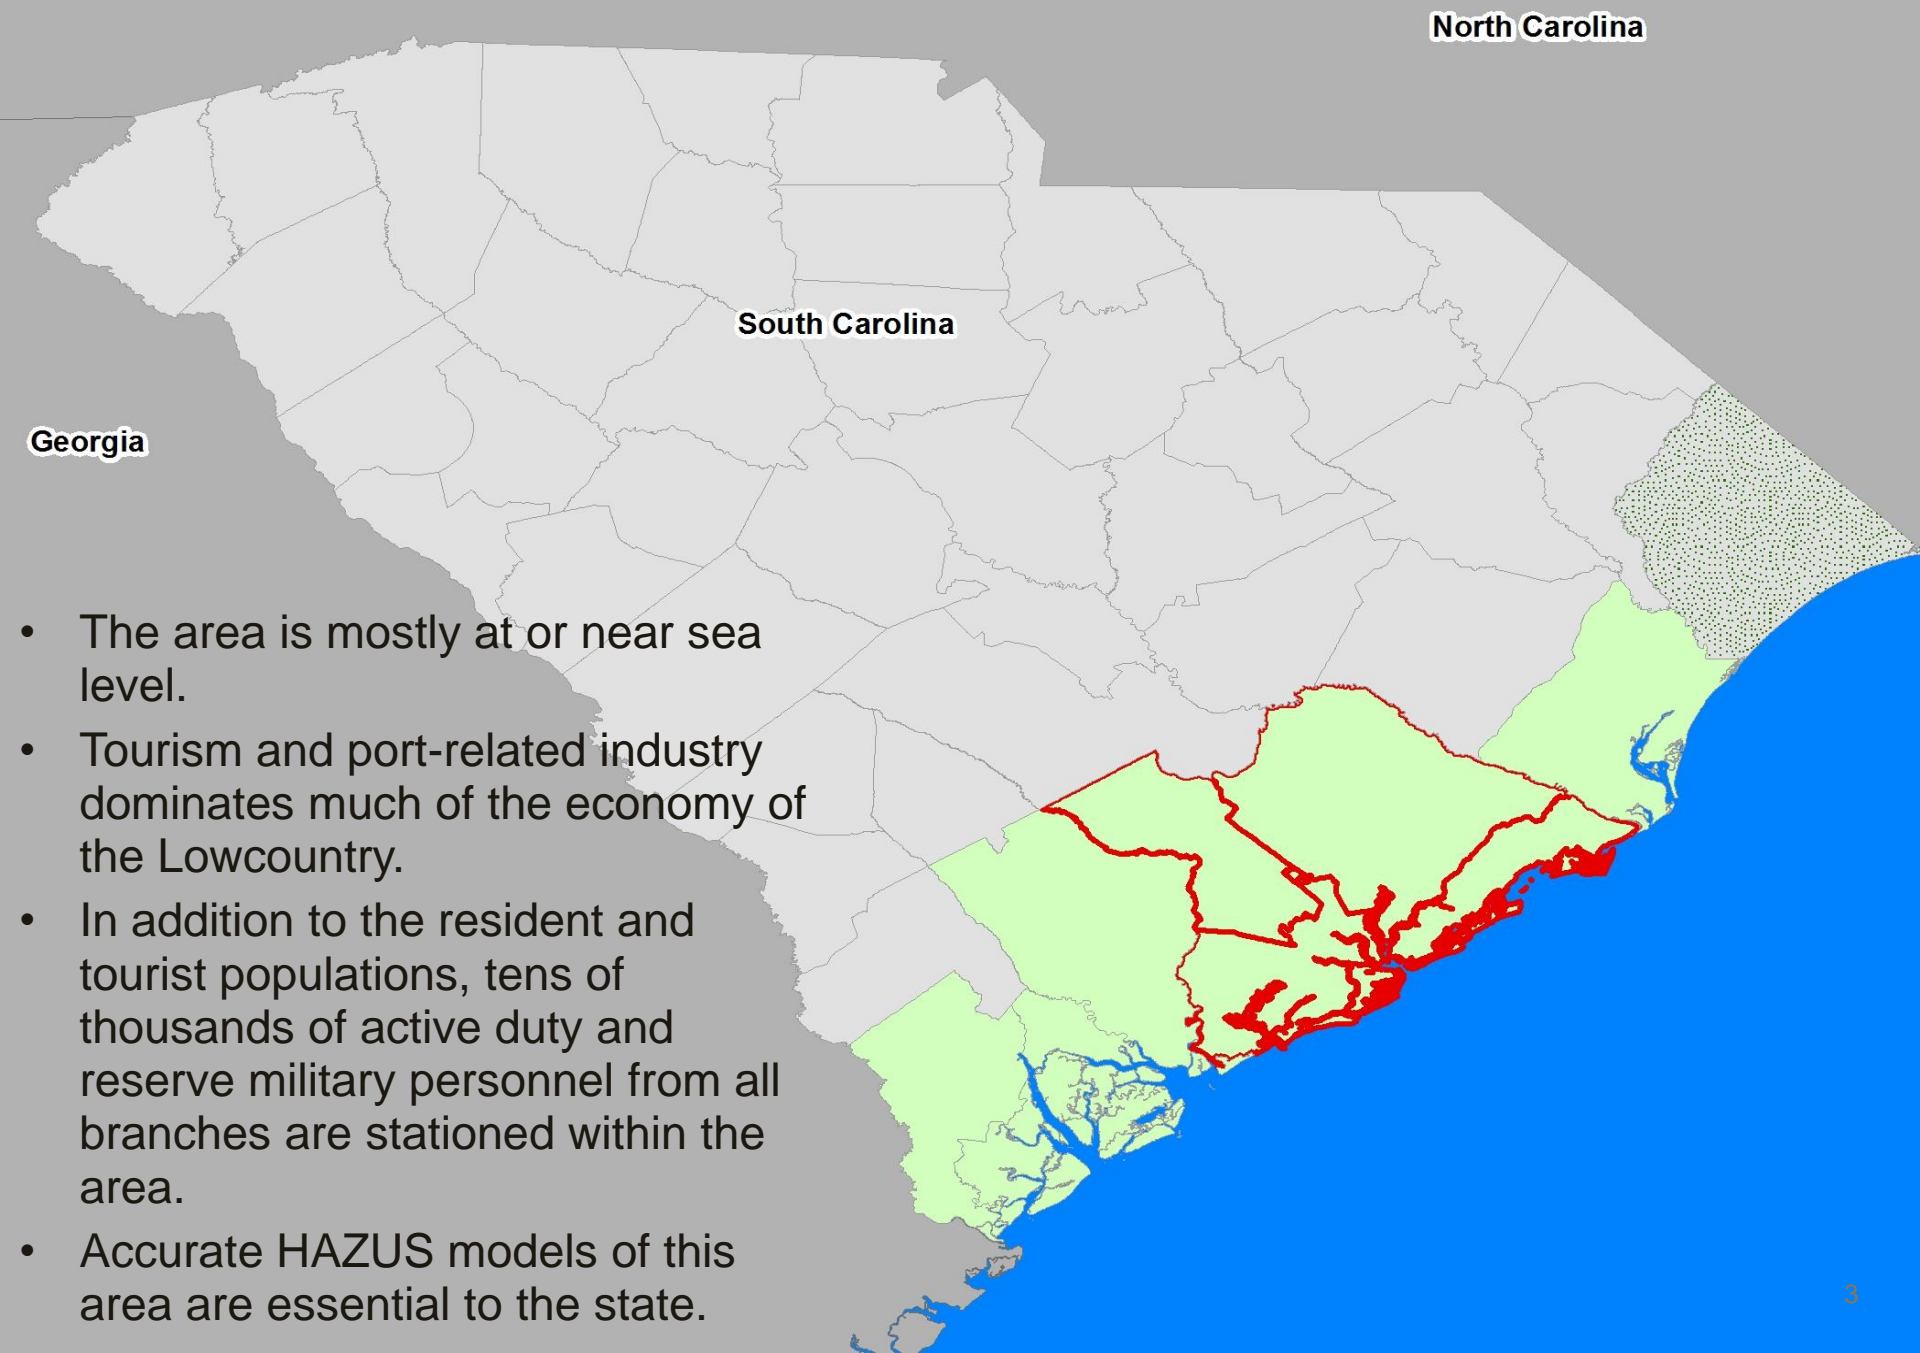 North Carolina
South Carolina
Georgia
• The area is mostly at or near sea
level.
• Tourism and port-related industry
dominates much of the economy of
the Lowcountry.
• In addition to the resident and
tourist populations, tens of
thousands of active duty and
reserve military personnel from all
branches are stationed within the
area.
• Accurate HAZUS models of this
area are essential to the state.
3